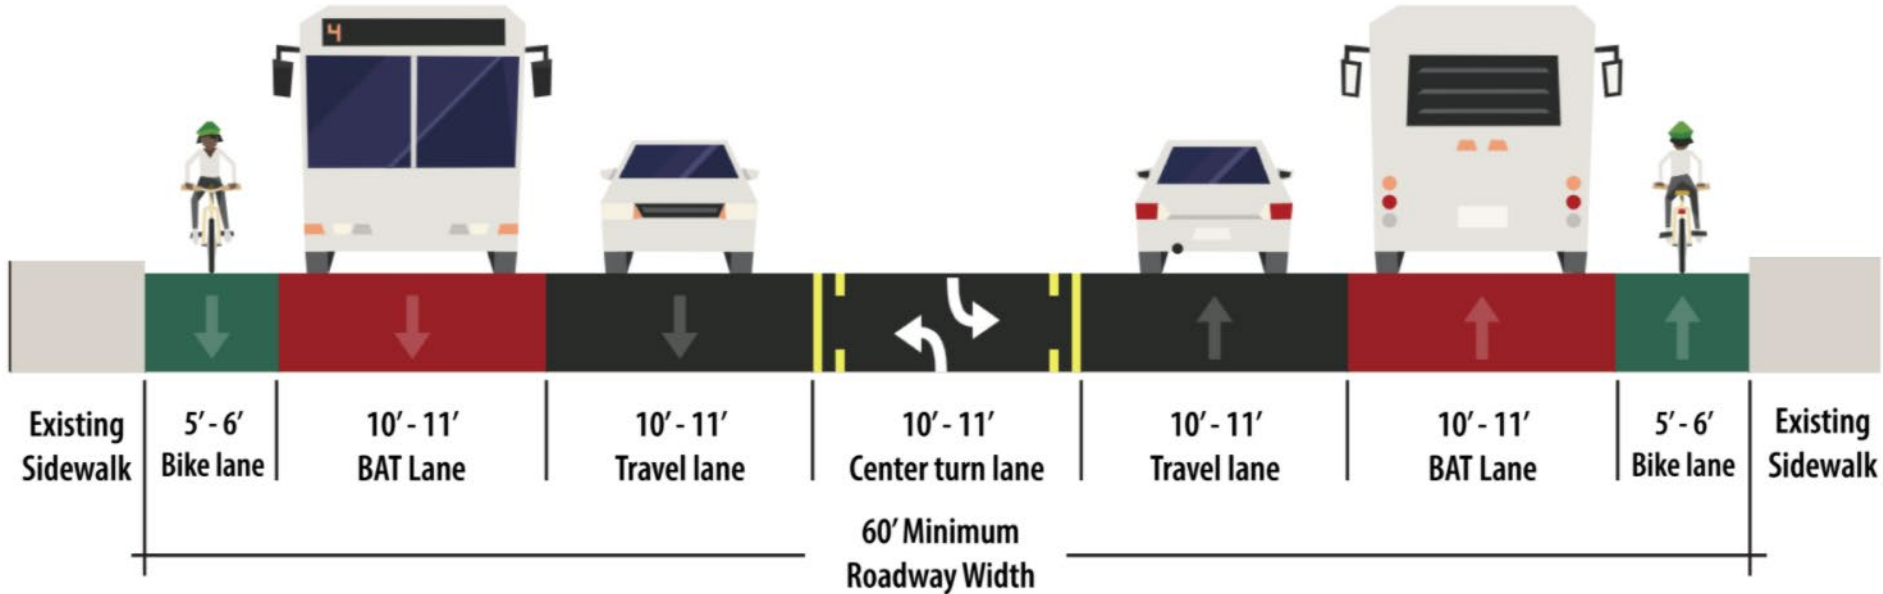 4
Existing
Sidewalk
5' - 6'
Bike lane
10' - 11'
BAT Lane
10' - 11'
Travel lane
10' - 11'
Center turn lane
10' - 11'
Travel lane
10' - 11'
BAT Lane
5' - 6'
Bike lane
Existing
Sidewalk
60' Minimum
Roadway Width